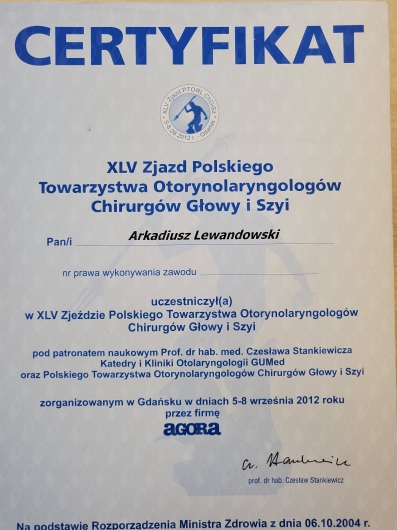 CERTYFIKAT
XLV Zjazd Polskiego
Towarzystwa Otorynolaryngologów
Chirurgów Głowy i Szyi
Pan/i Arkadiusz Lewandowski
nr prawa wykonywania zawodu
uczestniczył(a)
w XLV Zjeździe Polskiego Towarzystwa Otorynolaryngologów
Chirurgów Głowy i Szyi
pod patronatem naukowym Prof. dr hab. med. Czesława Stankiewicza
Katedry i Kliniki Otolaryngologii GUMed
oraz Polskiego Towarzystwa Otorynolaryngologów Chirurgów Głowy i Szyi
zorganizowanym w Gdańsku w dniach 5-8 września 2012 roku
przez firmę
AGORA
prof. dr hab. Czesław Stankiewicz
Na podstawie Rozporządzenia Ministra Zdrowia z dnia 06.10.2004 r.